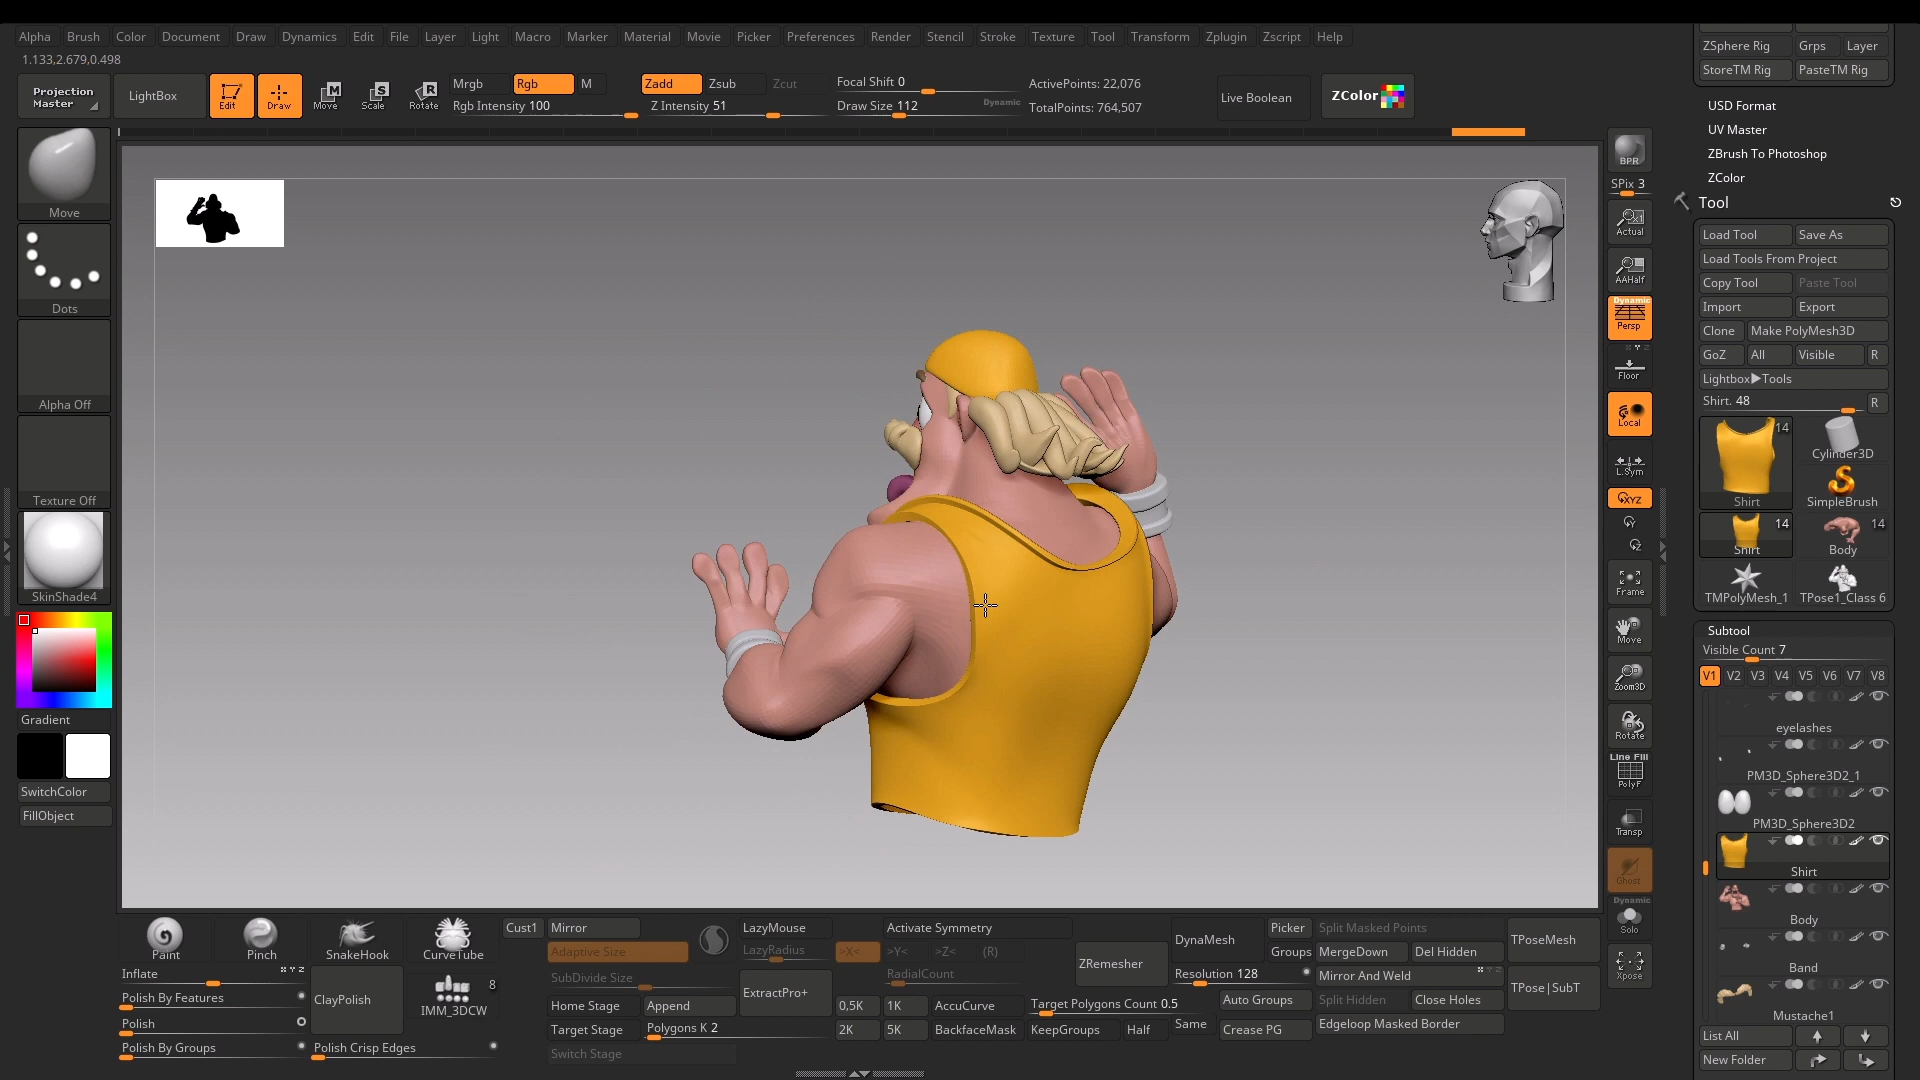 Alpha Brush Color Document Draw Dynamics Edit File Layer Light Macro Marker Material Movie Picker Preferences Render Stencil Stroke Texture Tool Transform Zplugin Zscript Help
1.133,2.679,0.498
Projection Master
LightBox
Edit
Draw
Move
Scale
Rotate
Mrgb Rgb M
Rgb Intensity 100
Zadd Zsub Zcut
Z Intensity 51
Focal Shift 0
Draw Size 112
Dynamic
ActivePoints: 22,076
TotalPoints: 764,507
Live Boolean
ZColor
Move
Dots
Alpha Off
Texture Off
SkinShade4
Gradient
SwitchColor
FillObject
BPR
SPix 3
Actual
AAHalf
Dynamic
Persp
Floor
Local
L.Sym
XYZ
Frame
Move
Zoom3D
Rotate
Line Fill
PolyF
Transp
Ghost
Dynamic
Solo
Xpose
ZSphere Rig Grps Layer
StoreTM Rig PasteTM Rig
USD Format
UV Master
ZBrush To Photoshop
ZColor
Tool
Load Tool Save As
Load Tools From Project
Copy Tool Paste Tool
Import Export
Clone Make PolyMesh3D
GoZ All Visible R
Lightbox▶Tools
Shirt. 48 R
14
Shirt
Cylinder3D
SimpleBrush
14
Shirt
14
Body
TMPolyMesh_1
TPose1_Class 6
Subtool
Visible Count 7
V1 V2 V3 V4 V5 V6 V7 V8
eyelashes
PM3D_Sphere3D2_1
PM3D_Sphere3D2
Shirt
Body
Band
Mustache1
List All
New Folder
Paint
Pinch
SnakeHook
CurveTube
Inflate
Polish By Features
Polish
Polish By Groups
ClayPolish
8
IMM_3DCW
Polish Crisp Edges
Cust1
Mirror
Adaptive Size
SubDivide Size
Home Stage Append
Target Stage Polygons K 2
Switch Stage
LazyMouse
LazyRadius
ExtractPro+
Activate Symmetry
>X< >Y< >Z< (R)
RadialCount
0,5K 1K AccuCurve
2K 5K BackfaceMask
ZRemesher
Target Polygons Count 0.5
KeepGroups Half Same
DynaMesh
Resolution 128
Auto Groups
Crease PG
Picker
Groups
Split Masked Points
MergeDown Del Hidden
Mirror And Weld
Split Hidden Close Holes
Edgeloop Masked Border
TPoseMesh
TPose|SubT